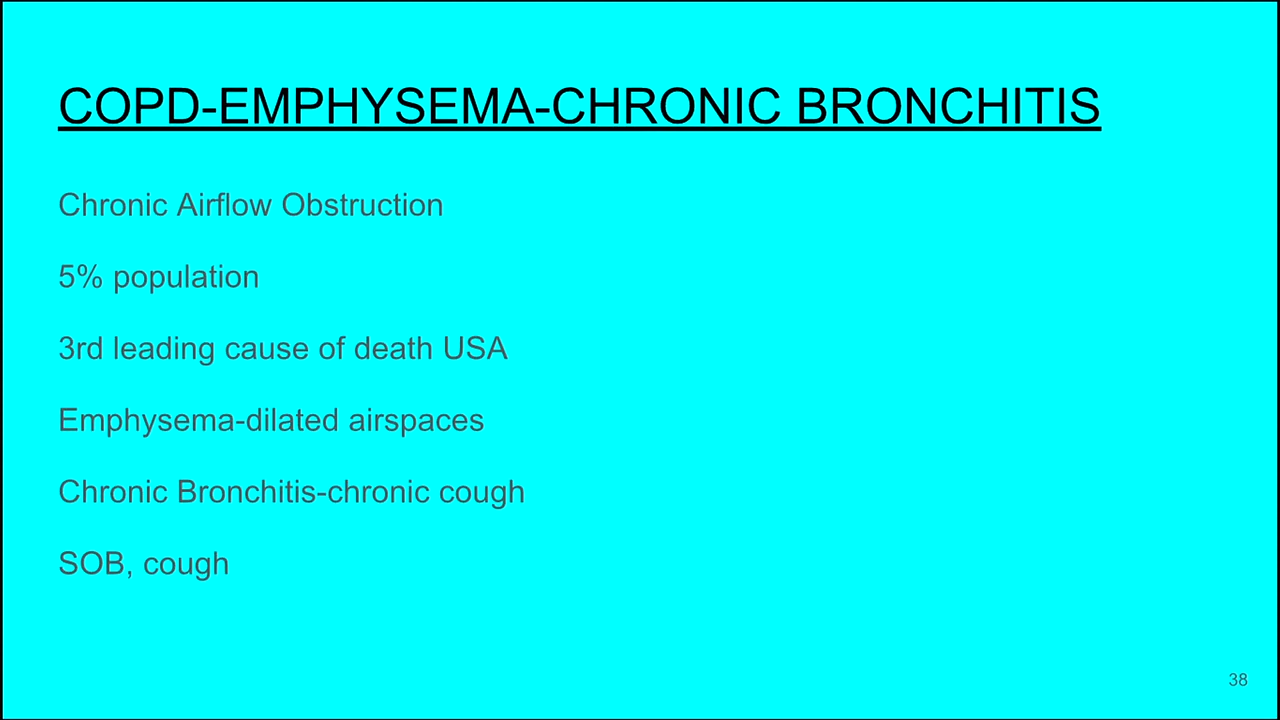 COPD-EMPHYSEMA-CHRONIC BRONCHITIS
Chronic Airflow Obstruction
5% population
3rd leading cause of death USA
Emphysema-dilated airspaces
Chronic Bronchitis-chronic cough
SOB, cough
38